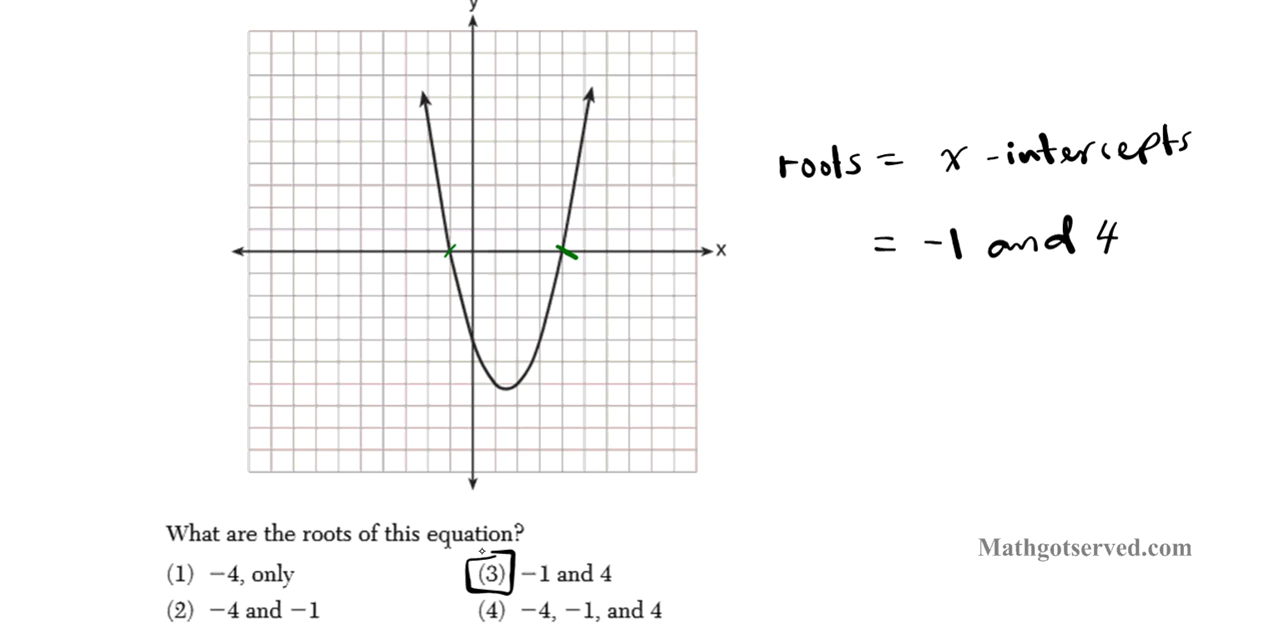 y
x
roots = x - intercepts
= -1 and 4
What are the roots of this equation?
(1) −4, only
(2) −4 and −1
(3) −1 and 4
(4) −4, −1, and 4
Mathgotserved.com